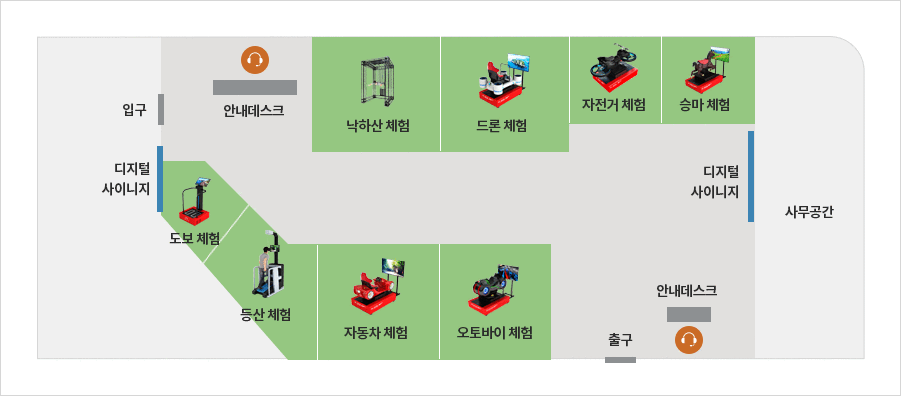 입구
안내데스크
낙하산 체험
드론 체험
자전거 체험
승마 체험
디지털
사이니지
디지털
사이니지
사무공간
도보 체험
등산 체험
자동차 체험
오토바이 체험
안내데스크
출구